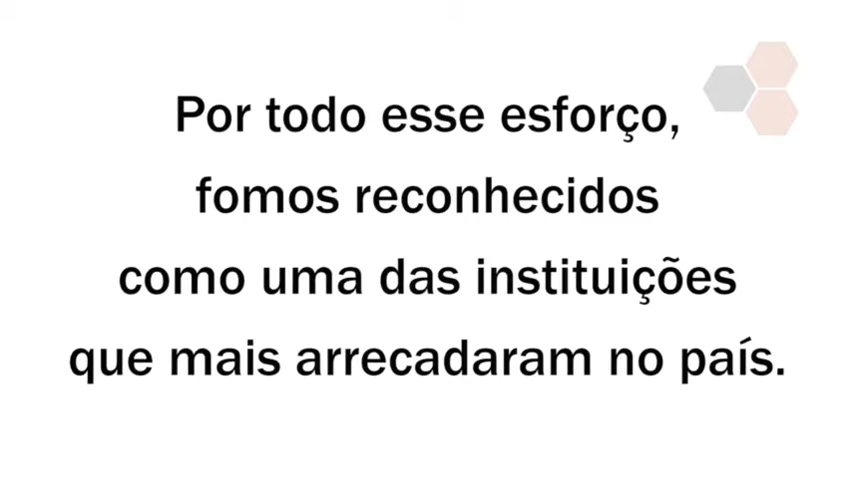 Por todo esse esforço,
fomos reconhecidos
como uma das instituições
que mais arrecadaram no país.